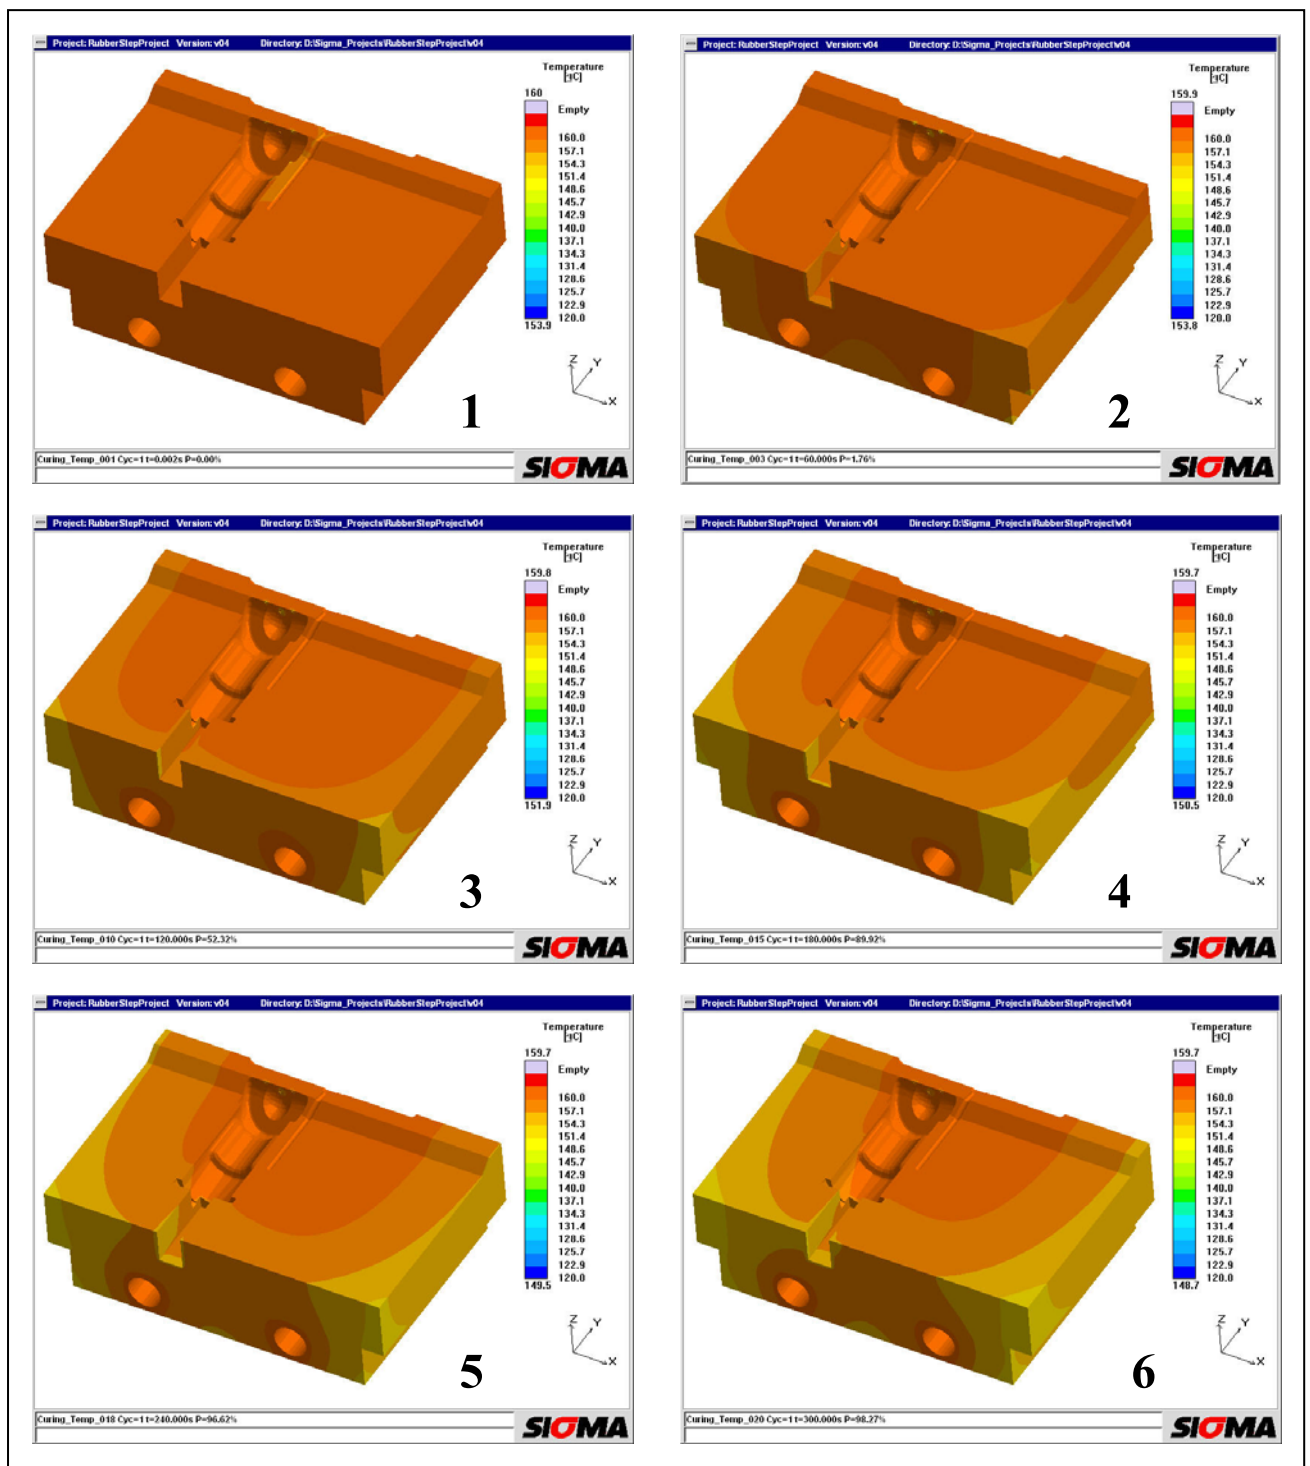 Project: RubberStepProject Version: v04 Directory: D:\Sigma_Projects\RubberStepProject\v04
Temperature
[°C]
160
Empty
160.0
157.1
154.3
151.4
148.6
145.7
142.9
140.0
137.1
134.3
131.4
128.6
125.7
122.9
120.0
153.9
Z Y
X
1
Curing_Temp_001 Cyc=1 t=0.002s P=0.00%
SIGMA
Project: RubberStepProject Version: v04 Directory: D:\Sigma_Projects\RubberStepProject\v04
Temperature
[°C]
159.9
Empty
160.0
157.1
154.3
151.4
148.6
145.7
142.9
140.0
137.1
134.3
131.4
128.6
125.7
122.9
120.0
153.8
Z Y
X
2
Curing_Temp_003 Cyc=1 t=60.000s P=1.76%
SIGMA
Project: RubberStepProject Version: v04 Directory: D:\Sigma_Projects\RubberStepProject\v04
Temperature
[°C]
159.8
Empty
160.0
157.1
154.3
151.4
148.6
145.7
142.9
140.0
137.1
134.3
131.4
128.6
125.7
122.9
120.0
151.9
Z Y
X
3
Curing_Temp_010 Cyc=1 t=120.000s P=52.32%
SIGMA
Project: RubberStepProject Version: v04 Directory: D:\Sigma_Projects\RubberStepProject\v04
Temperature
[°C]
159.7
Empty
160.0
157.1
154.3
151.4
148.6
145.7
142.9
140.0
137.1
134.3
131.4
128.6
125.7
122.9
120.0
150.5
Z Y
X
4
Curing_Temp_015 Cyc=1 t=180.000s P=89.92%
SIGMA
Project: RubberStepProject Version: v04 Directory: D:\Sigma_Projects\RubberStepProject\v04
Temperature
[°C]
159.7
Empty
160.0
157.1
154.3
151.4
148.6
145.7
142.9
140.0
137.1
134.3
131.4
128.6
125.7
122.9
120.0
149.5
Z Y
X
5
Curing_Temp_018 Cyc=1 t=240.000s P=96.62%
SIGMA
Project: RubberStepProject Version: v04 Directory: D:\Sigma_Projects\RubberStepProject\v04
Temperature
[°C]
159.7
Empty
160.0
157.1
154.3
151.4
148.6
145.7
142.9
140.0
137.1
134.3
131.4
128.6
125.7
122.9
120.0
148.7
Z Y
X
6
Curing_Temp_020 Cyc=1 t=300.000s P=98.27%
SIGMA